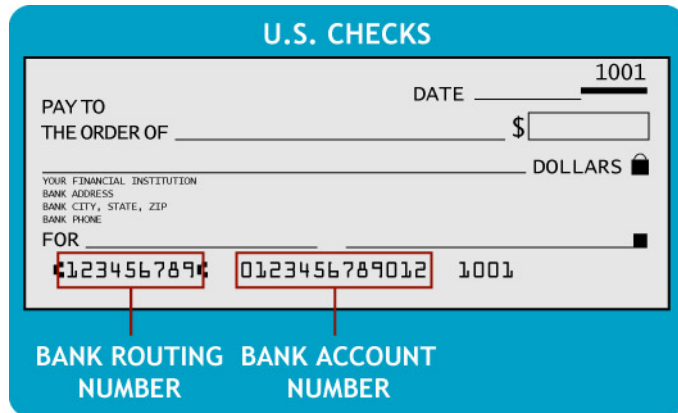 U.S. CHECKS
1001
DATE
PAY TO
THE ORDER OF
$
DOLLARS
YOUR FINANCIAL INSTITUTION
BANK ADDRESS
BANK CITY, STATE, ZIP
BANK PHONE
FOR
⑆123456789⑆ 0123456789012 1001
BANK ROUTING NUMBER
BANK ACCOUNT NUMBER